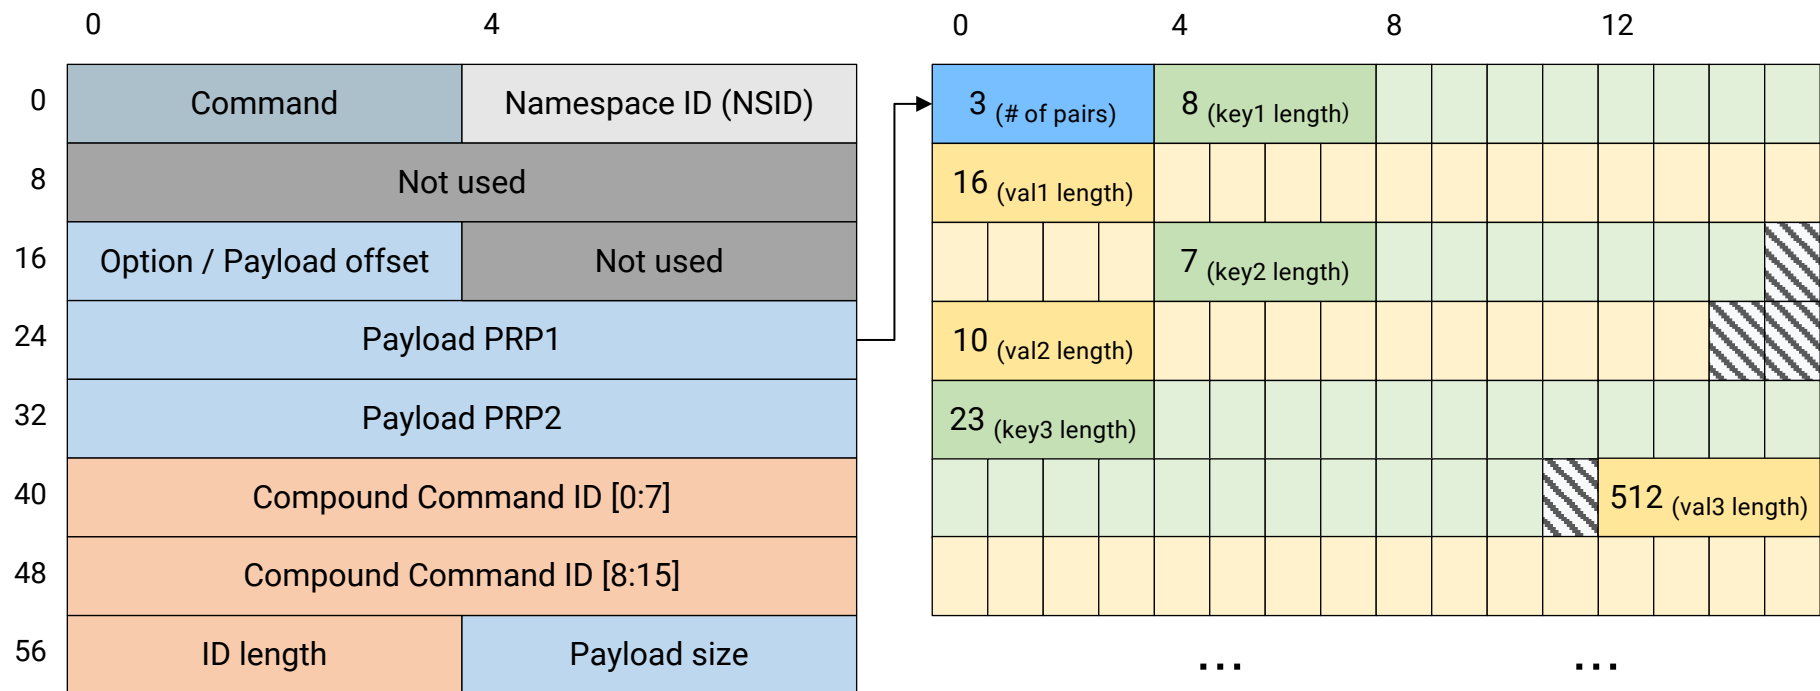 0 4 0 4 8 12
0 Command Namespace ID (NSID) 3 (# of pairs) 8 (key1 length)
8 Not used 16 (val1 length)
16 Option / Payload offset Not used 7 (key2 length)
24 Payload PRP1 10 (val2 length)
32 Payload PRP2 23 (key3 length)
40 Compound Command ID [0:7] 512 (val3 length)
48 Compound Command ID [8:15]
56 ID length Payload size ... ...